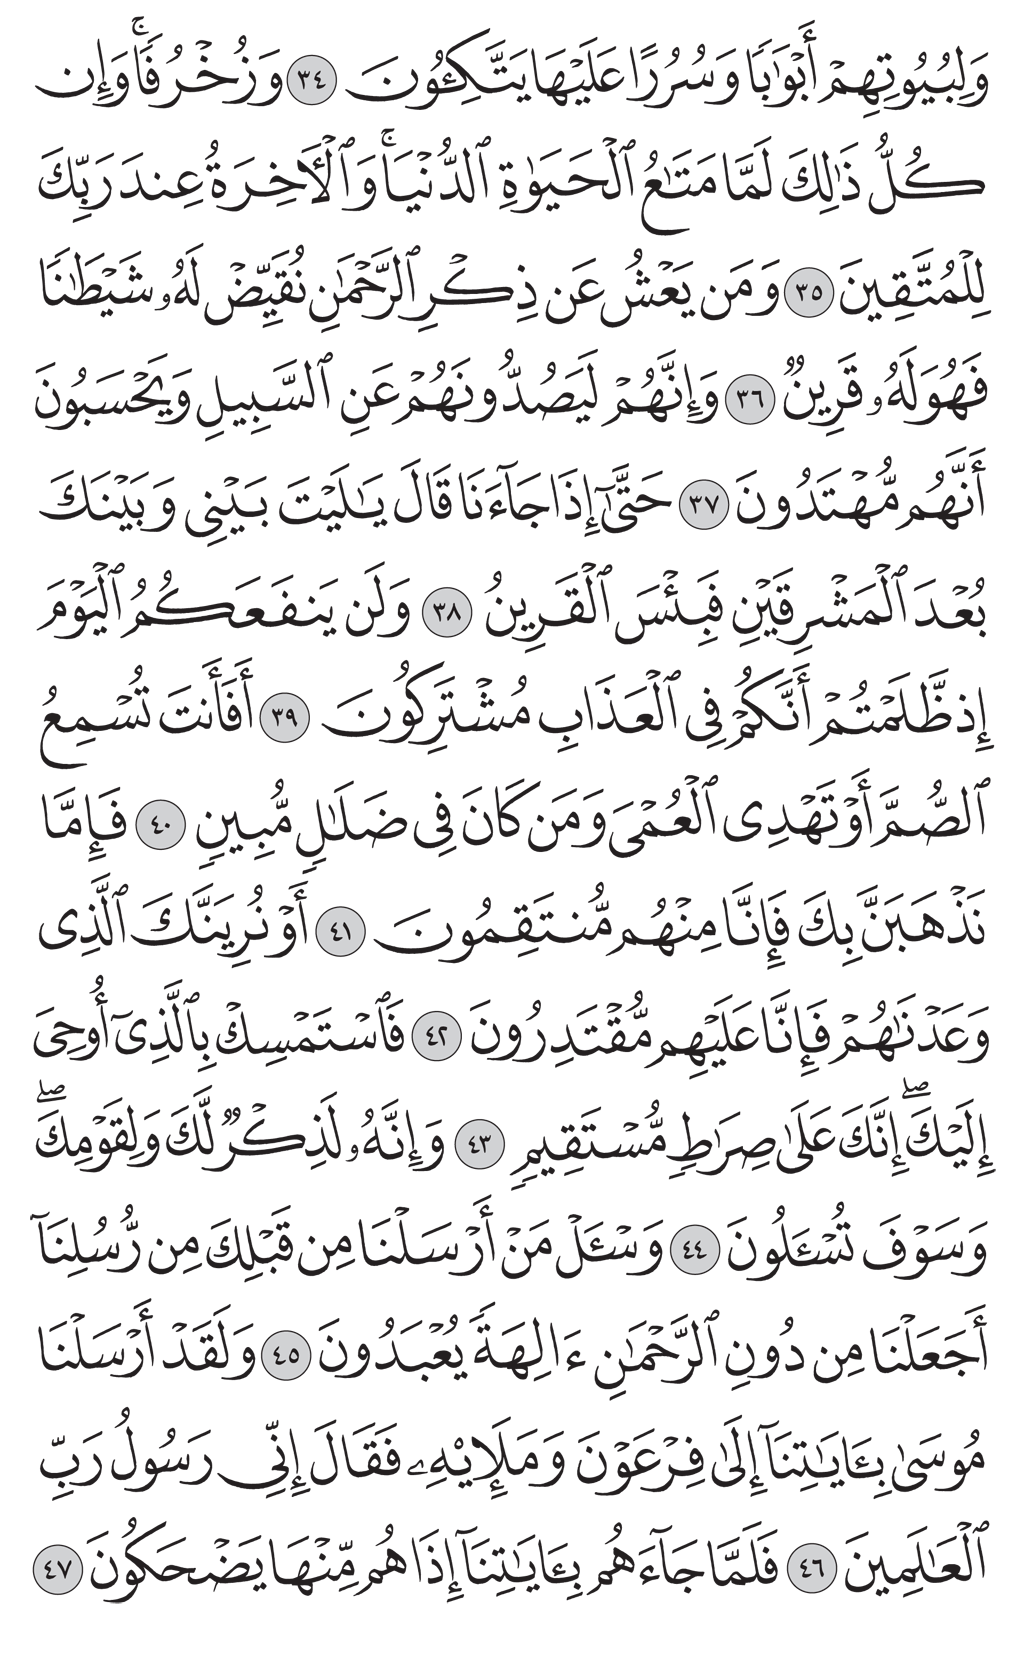 وَلِبُيُوتِهِمْ أَبْوَٰبًا وَسُرُرًا عَلَيْهَا يَتَّكِـُٔونَ ٣٤ وَزُخْرُفًا ۚ وَإِن
كُلُّ ذَٰلِكَ لَمَّا مَتَـٰعُ ٱلْحَيَوٰةِ ٱلدُّنْيَا ۚ وَٱلْـَٔاخِرَةُ عِندَ رَبِّكَ
لِلْمُتَّقِينَ ٣٥ وَمَن يَعْشُ عَن ذِكْرِ ٱلرَّحْمَـٰنِ نُقَيِّضْ لَهُۥ شَيْطَـٰنًا
فَهُوَ لَهُۥ قَرِينٌ ٣٦ وَإِنَّهُمْ لَيَصُدُّونَهُمْ عَنِ ٱلسَّبِيلِ وَيَحْسَبُونَ
أَنَّهُم مُّهْتَدُونَ ٣٧ حَتَّىٰٓ إِذَا جَآءَنَا قَالَ يَـٰلَيْتَ بَيْنِى وَبَيْنَكَ
بُعْدَ ٱلْمَشْرِقَيْنِ فَبِئْسَ ٱلْقَرِينُ ٣٨ وَلَن يَنفَعَكُمُ ٱلْيَوْمَ
إِذ ظَّلَمْتُمْ أَنَّكُمْ فِى ٱلْعَذَابِ مُشْتَرِكُونَ ٣٩ أَفَأَنتَ تُسْمِعُ
ٱلصُّمَّ أَوْ تَهْدِى ٱلْعُمْىَ وَمَن كَانَ فِى ضَلَـٰلٍ مُّبِينٍ ٤٠ فَإِمَّا
نَذْهَبَنَّ بِكَ فَإِنَّا مِنْهُم مُّنتَقِمُونَ ٤١ أَوْ نُرِيَنَّكَ ٱلَّذِى
وَعَدْنَـٰهُمْ فَإِنَّا عَلَيْهِم مُّقْتَدِرُونَ ٤٢ فَٱسْتَمْسِكْ بِٱلَّذِىٓ أُوحِىَ
إِلَيْكَ ۖ إِنَّكَ عَلَىٰ صِرَٰطٍ مُّسْتَقِيمٍ ٤٣ وَإِنَّهُۥ لَذِكْرٌ لَّكَ وَلِقَوْمِكَ ۖ
وَسَوْفَ تُسْـَٔلُونَ ٤٤ وَسْـَٔلْ مَنْ أَرْسَلْنَا مِن قَبْلِكَ مِن رُّسُلِنَآ
أَجَعَلْنَا مِن دُونِ ٱلرَّحْمَـٰنِ ءَالِهَةً يُعْبَدُونَ ٤٥ وَلَقَدْ أَرْسَلْنَا
مُوسَىٰ بِـَٔايَـٰتِنَآ إِلَىٰ فِرْعَوْنَ وَمَلَإِي۟هِۦ فَقَالَ إِنِّى رَسُولُ رَبِّ
ٱلْعَـٰلَمِينَ ٤٦ فَلَمَّا جَآءَهُم بِـَٔايَـٰتِنَآ إِذَا هُم مِّنْهَا يَضْحَكُونَ ٤٧